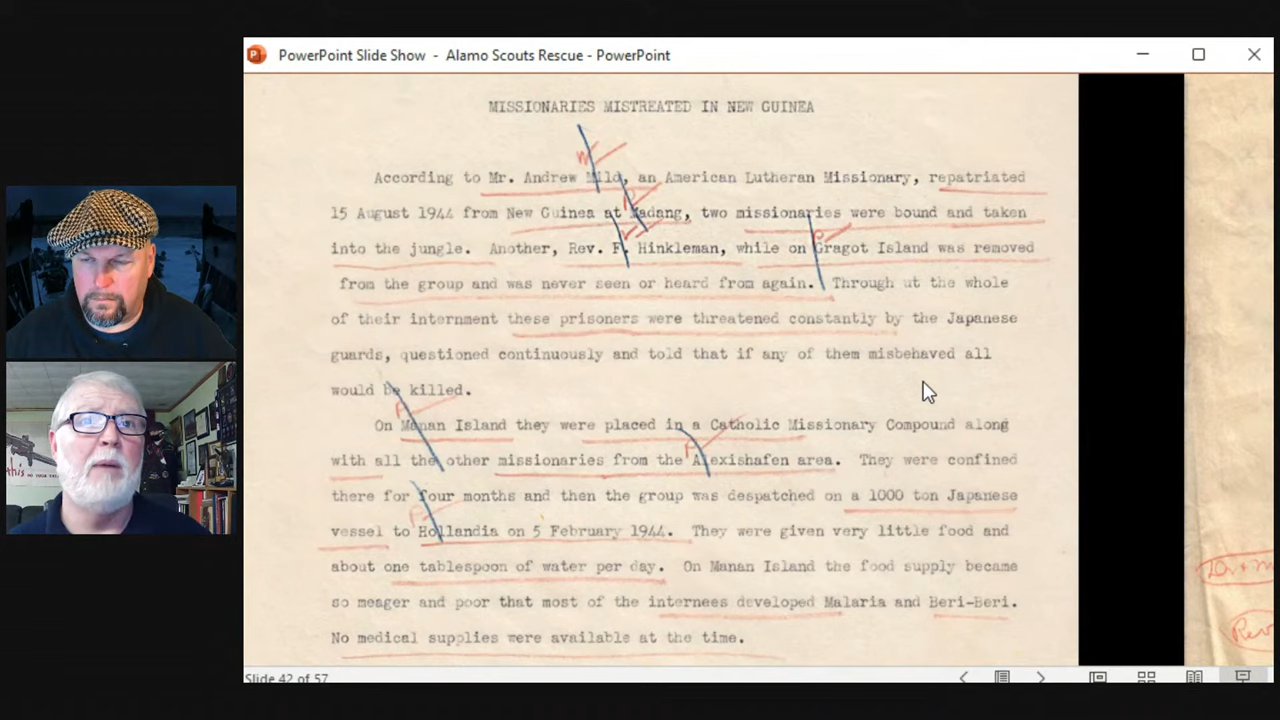 PowerPoint Slide Show - Alamo Scouts Rescue - PowerPoint
MISSIONARIES MISTREATED IN NEW GUINEA
According to Mr. Andrew Mild, an American Lutheran Missionary, repatriated
15 August 1944 from New Guinea at Madang, two missionaries were bound and taken
into the jungle. Another, Rev. F. Hinkleman, while on Gragot Island was removed
from the group and was never seen or heard from again. Through ut the whole
of their internment these prisoners were threatened constantly by the Japanese
guards, questioned continuously and told that if any of them misbehaved all
would be killed.
On Manan Island they were placed in a Catholic Missionary Compound along
with all the other missionaries from the Alexishafen area. They were confined
there for four months and then the group was despatched on a 1000 ton Japanese
vessel to Hollandia on 5 February 1944. They were given very little food and
about one tablespoon of water per day. On Manan Island the food supply became
so meager and poor that most of the internees developed Malaria and Beri-Beri.
No medical supplies were available at the time.
Rev
Slide 42 of 57
this